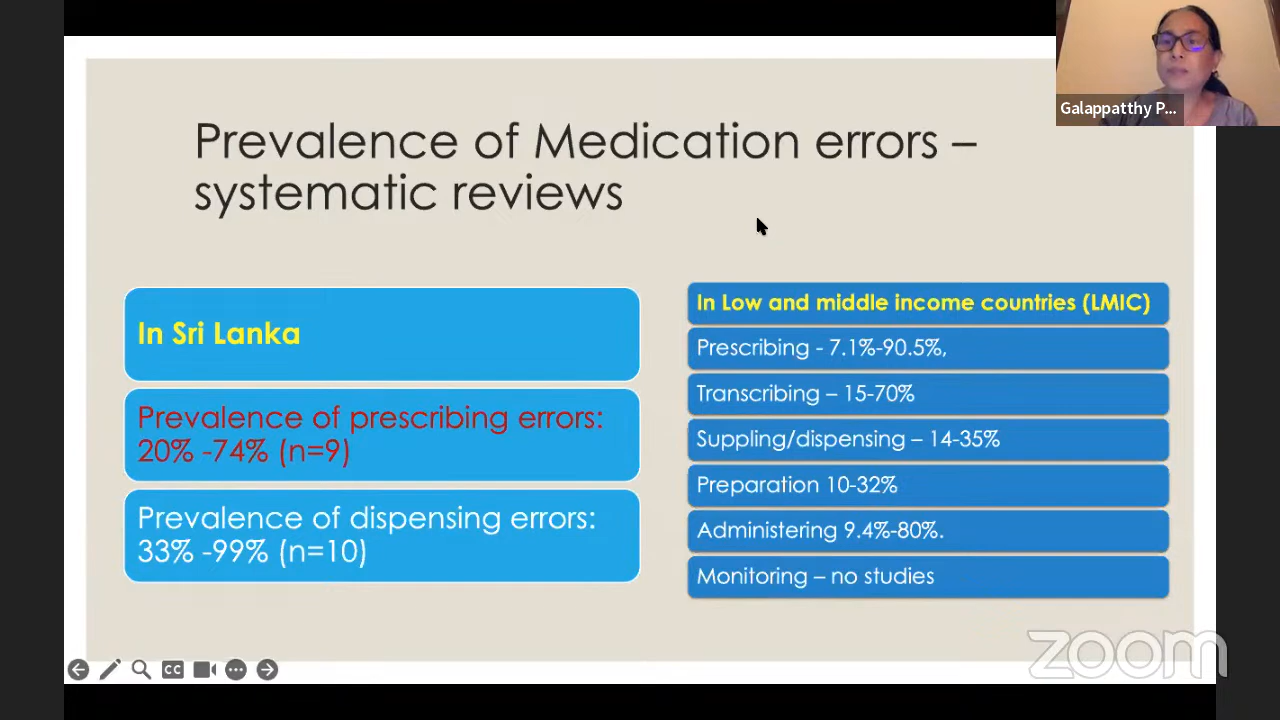 Galappatthy P...
Prevalence of Medication errors –
systematic reviews
In Sri Lanka
Prevalence of prescribing errors:
20% -74% (n=9)
Prevalence of dispensing errors:
33% -99% (n=10)
In Low and middle income countries (LMIC)
Prescribing - 7.1%-90.5%,
Transcribing – 15-70%
Suppling/dispensing – 14-35%
Preparation 10-32%
Administering 9.4%-80%.
Monitoring – no studies
CC
zoom